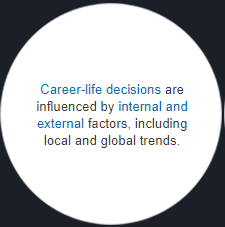 Career-life decisions are
influenced by internal and
external factors, including
local and global trends.